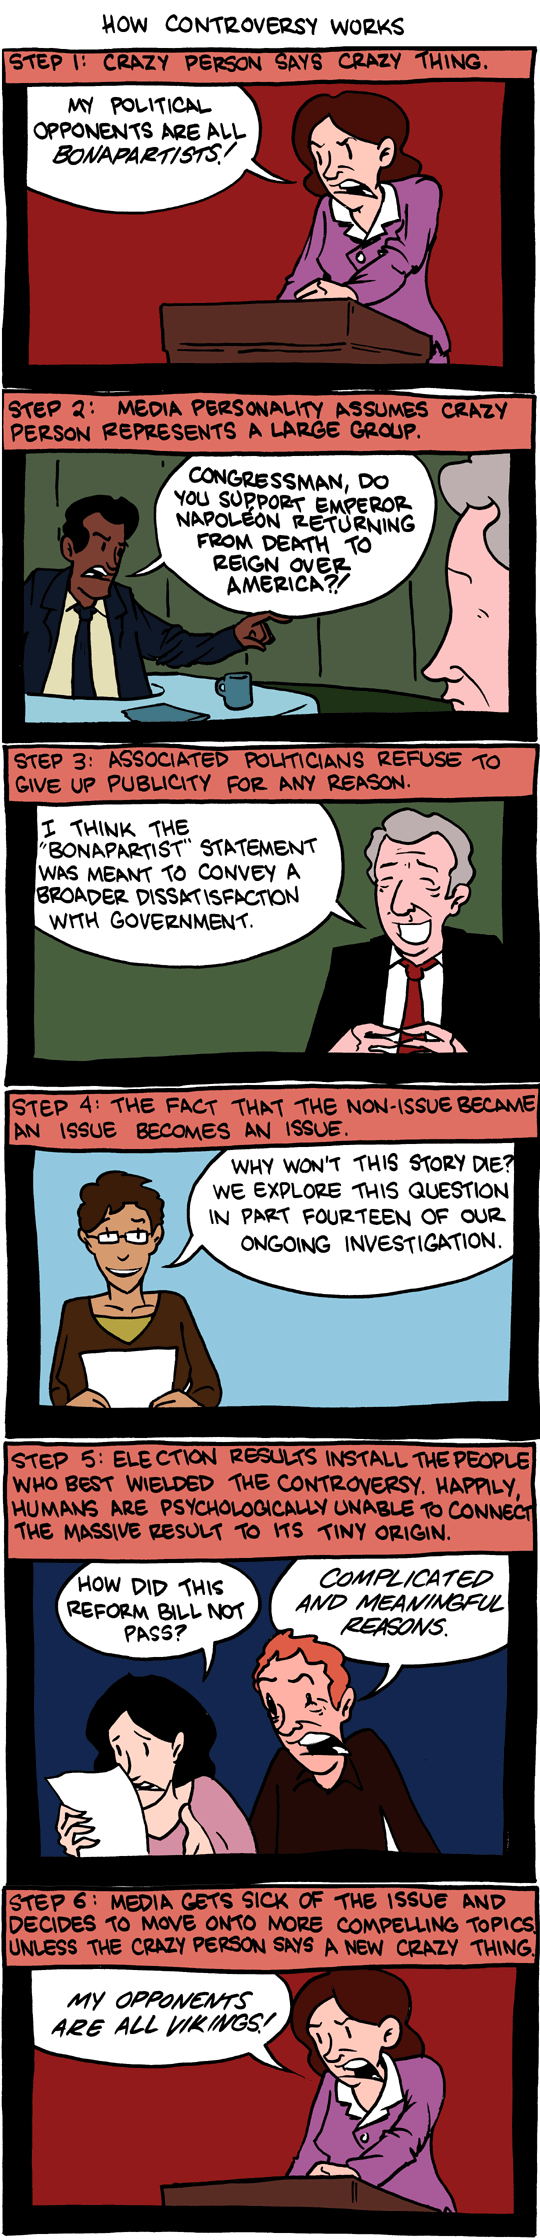 HOW CONTROVERSY WORKS
STEP 1: CRAZY PERSON SAYS CRAZY THING.
MY POLITICAL
OPPONENTS ARE ALL
BONAPARTISTS!
STEP 2: MEDIA PERSONALITY ASSUMES CRAZY
PERSON REPRESENTS A LARGE GROUP.
CONGRESSMAN, DO
YOU SUPPORT EMPEROR
NAPOLÉON RETURNING
FROM DEATH TO
REIGN OVER
AMERICA?!
STEP 3: ASSOCIATED POLITICIANS REFUSE TO
GIVE UP PUBLICITY FOR ANY REASON.
I THINK THE
"BONAPARTIST" STATEMENT
WAS MEANT TO CONVEY A
BROADER DISSATISFACTION
WITH GOVERNMENT.
STEP 4: THE FACT THAT THE NON-ISSUE BECAME
AN ISSUE BECOMES AN ISSUE.
WHY WON'T THIS STORY DIE?
WE EXPLORE THIS QUESTION
IN PART FOURTEEN OF OUR
ONGOING INVESTIGATION.
STEP 5: ELECTION RESULTS INSTALL THE PEOPLE
WHO BEST WIELDED THE CONTROVERSY. HAPPILY,
HUMANS ARE PSYCHOLOGICALLY UNABLE TO CONNECT
THE MASSIVE RESULT TO ITS TINY ORIGIN.
HOW DID THIS
REFORM BILL NOT
PASS?
COMPLICATED
AND MEANINGFUL
REASONS.
STEP 6: MEDIA GETS SICK OF THE ISSUE AND
DECIDES TO MOVE ONTO MORE COMPELLING TOPICS,
UNLESS THE CRAZY PERSON SAYS A NEW CRAZY THING.
MY OPPONENTS
ARE ALL VIKINGS!